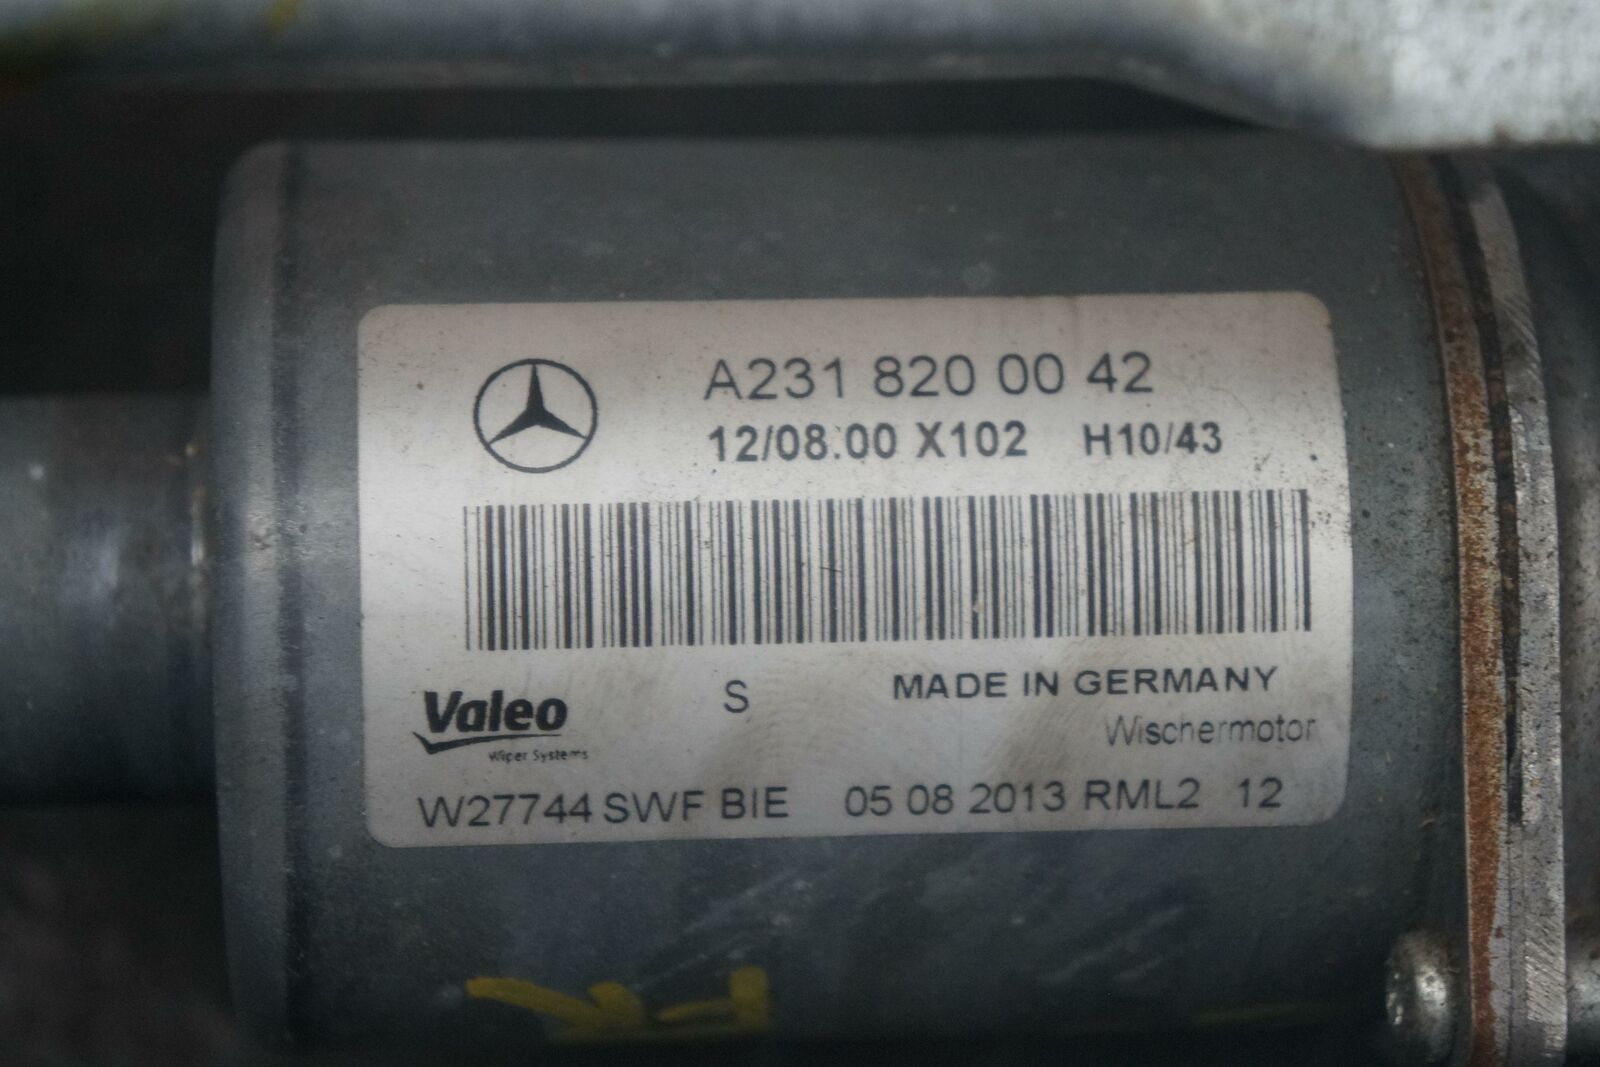 A231 820 00 42
12/08.00 X102 H10/43
S
MADE IN GERMANY
Valeo
Wischermotor
Wiper Systems
W27744 SWF BIE 05 08 2013 RML2 12